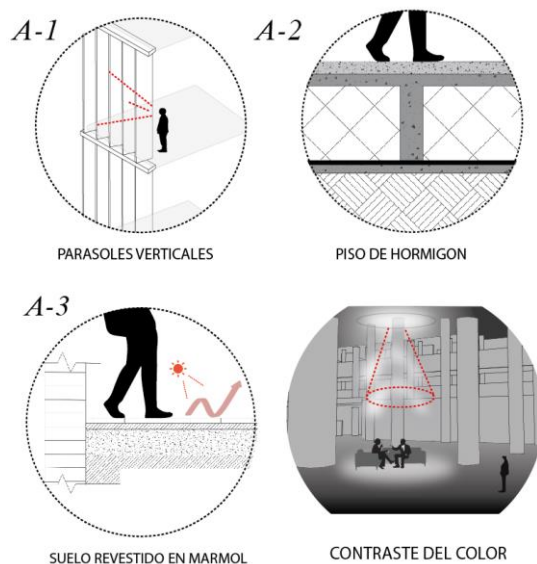 A-1
A-2
PARASOLES VERTICALES
PISO DE HORMIGON
A-3
SUELO REVESTIDO EN MARMOL
CONTRASTE DEL COLOR